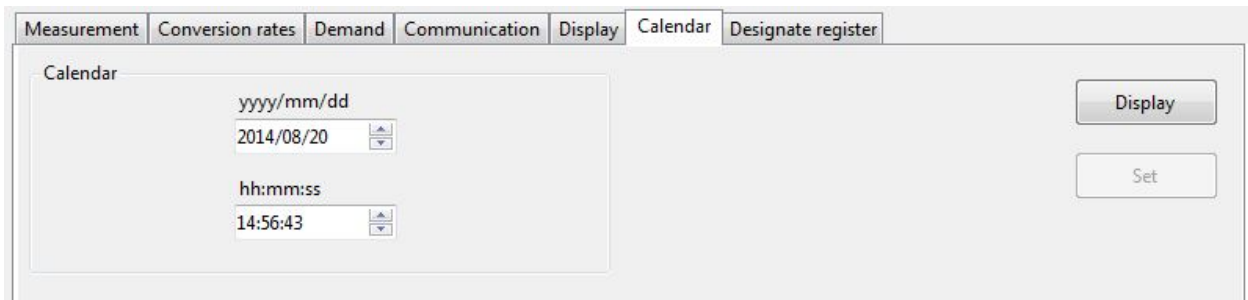 Measurement Conversion rates Demand Communication Display Calendar Designate register
Calendar
yyyy/mm/dd
2014/08/20
hh:mm:ss
14:56:43
Display
Set